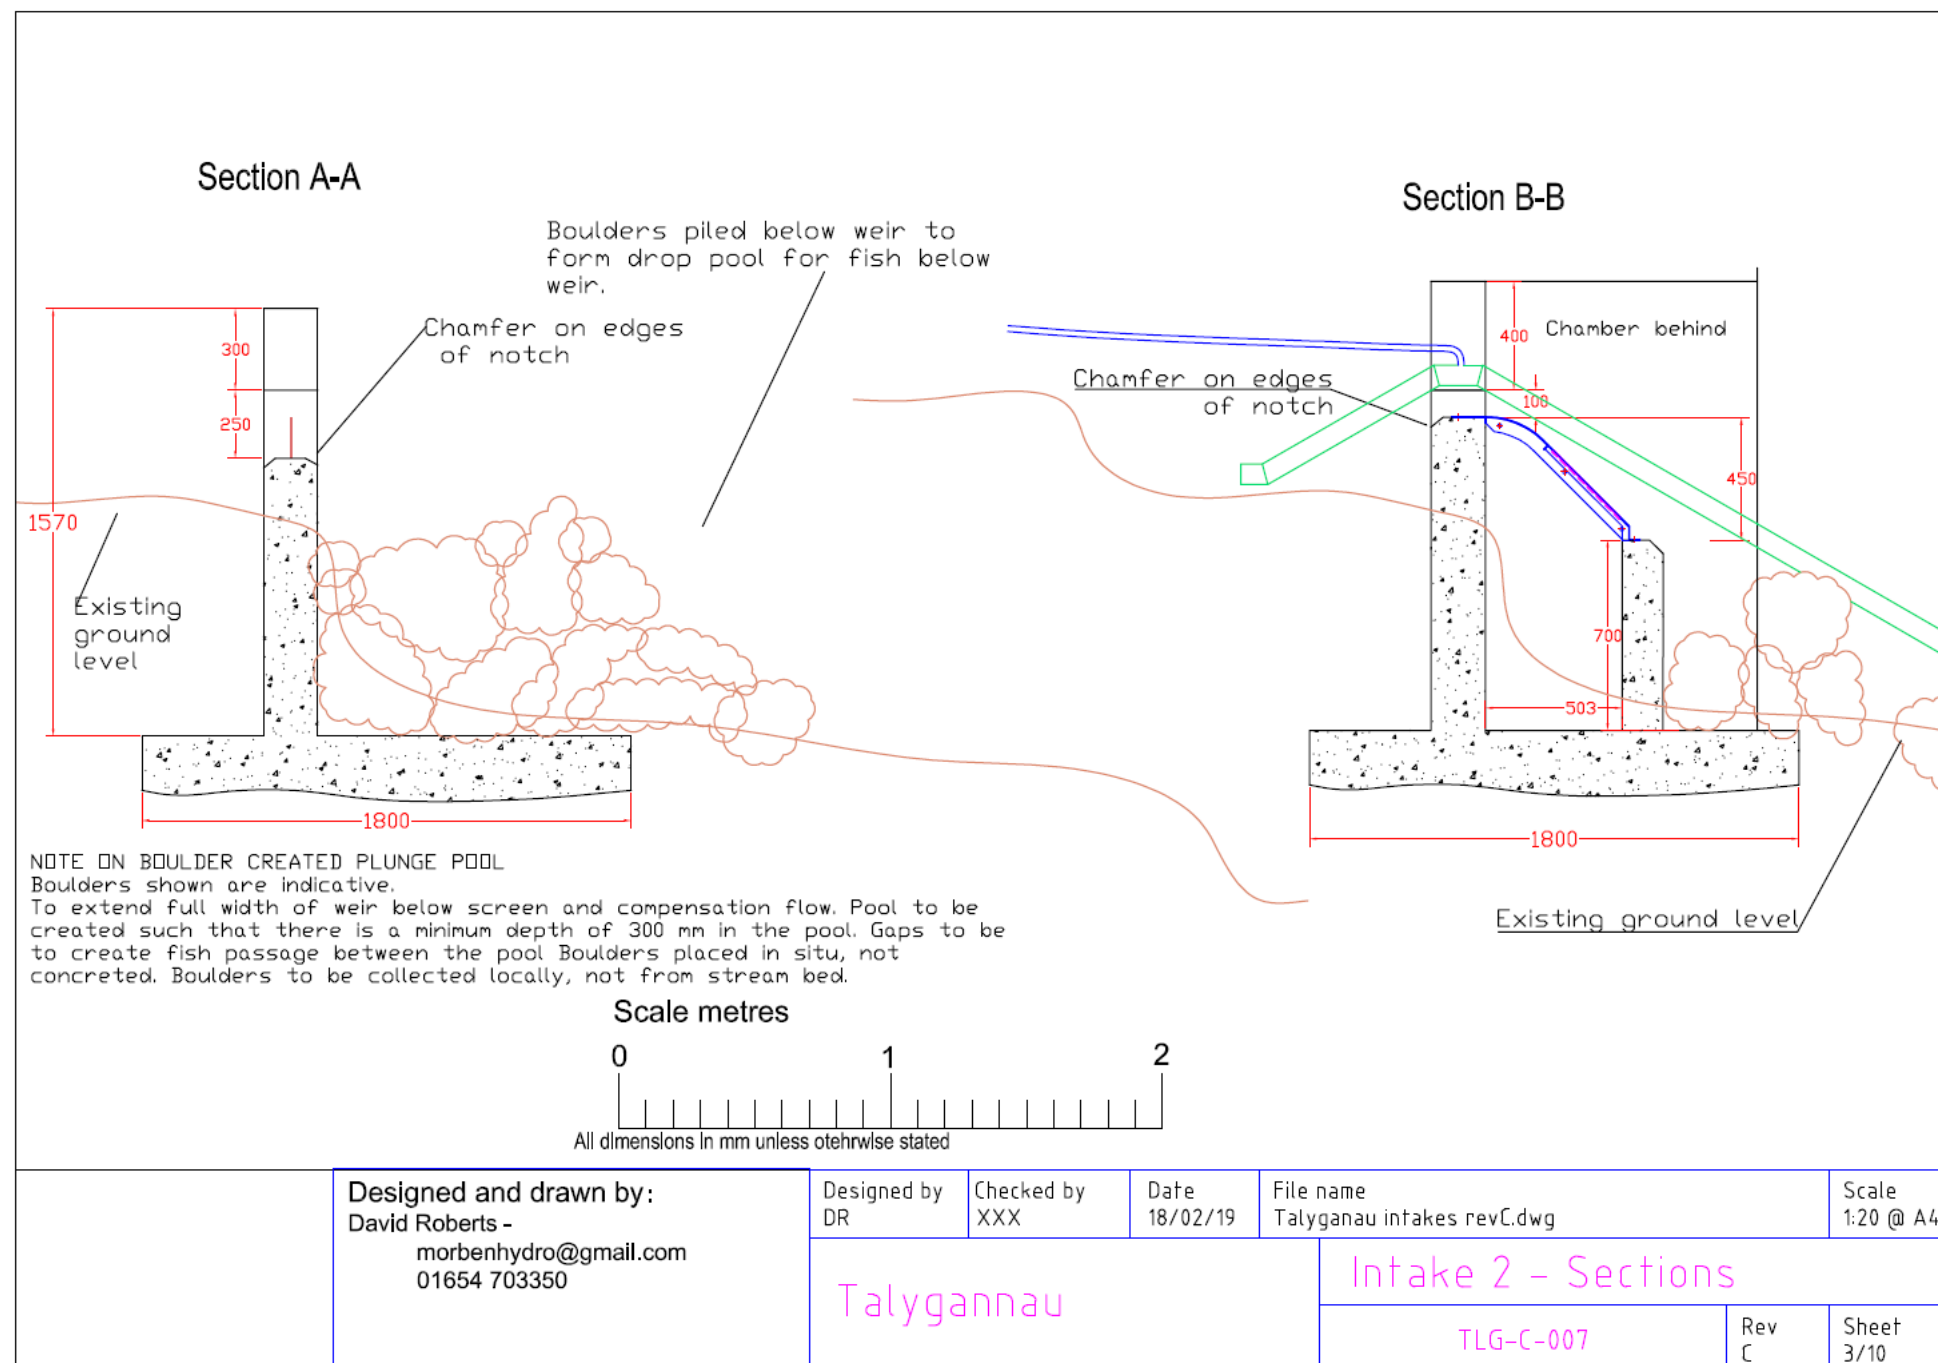 Section A-A
Section B-B
Boulders piled below weir to
form drop pool for fish below
weir.
Chamfer on edges
of notch
300
250
1570
Existing
ground
level
1800
400
Chamber behind
Chamfer on edges
of notch
100
450
700
503
1800
Existing ground level
NOTE ON BOULDER CREATED PLUNGE POOL
Boulders shown are indicative.
To extend full width of weir below screen and compensation flow. Pool to be
created such that there is a minimum depth of 300 mm in the pool. Gaps to be
to create fish passage between the pool Boulders placed in situ, not
concreted. Boulders to be collected locally, not from stream bed.
Scale metres
0 1 2
All dimensions in mm unless otehrwise stated
Designed and drawn by:
David Roberts -
morbenhydro@gmail.com
01654 703350
Designed by
DR
Checked by
XXX
Date
18/02/19
File name
Talyganau intakes revC.dwg
Scale
1:20 @ A4
Talygannau
Intake 2 - Sections
TLG-C-007
Rev
C
Sheet
3/10